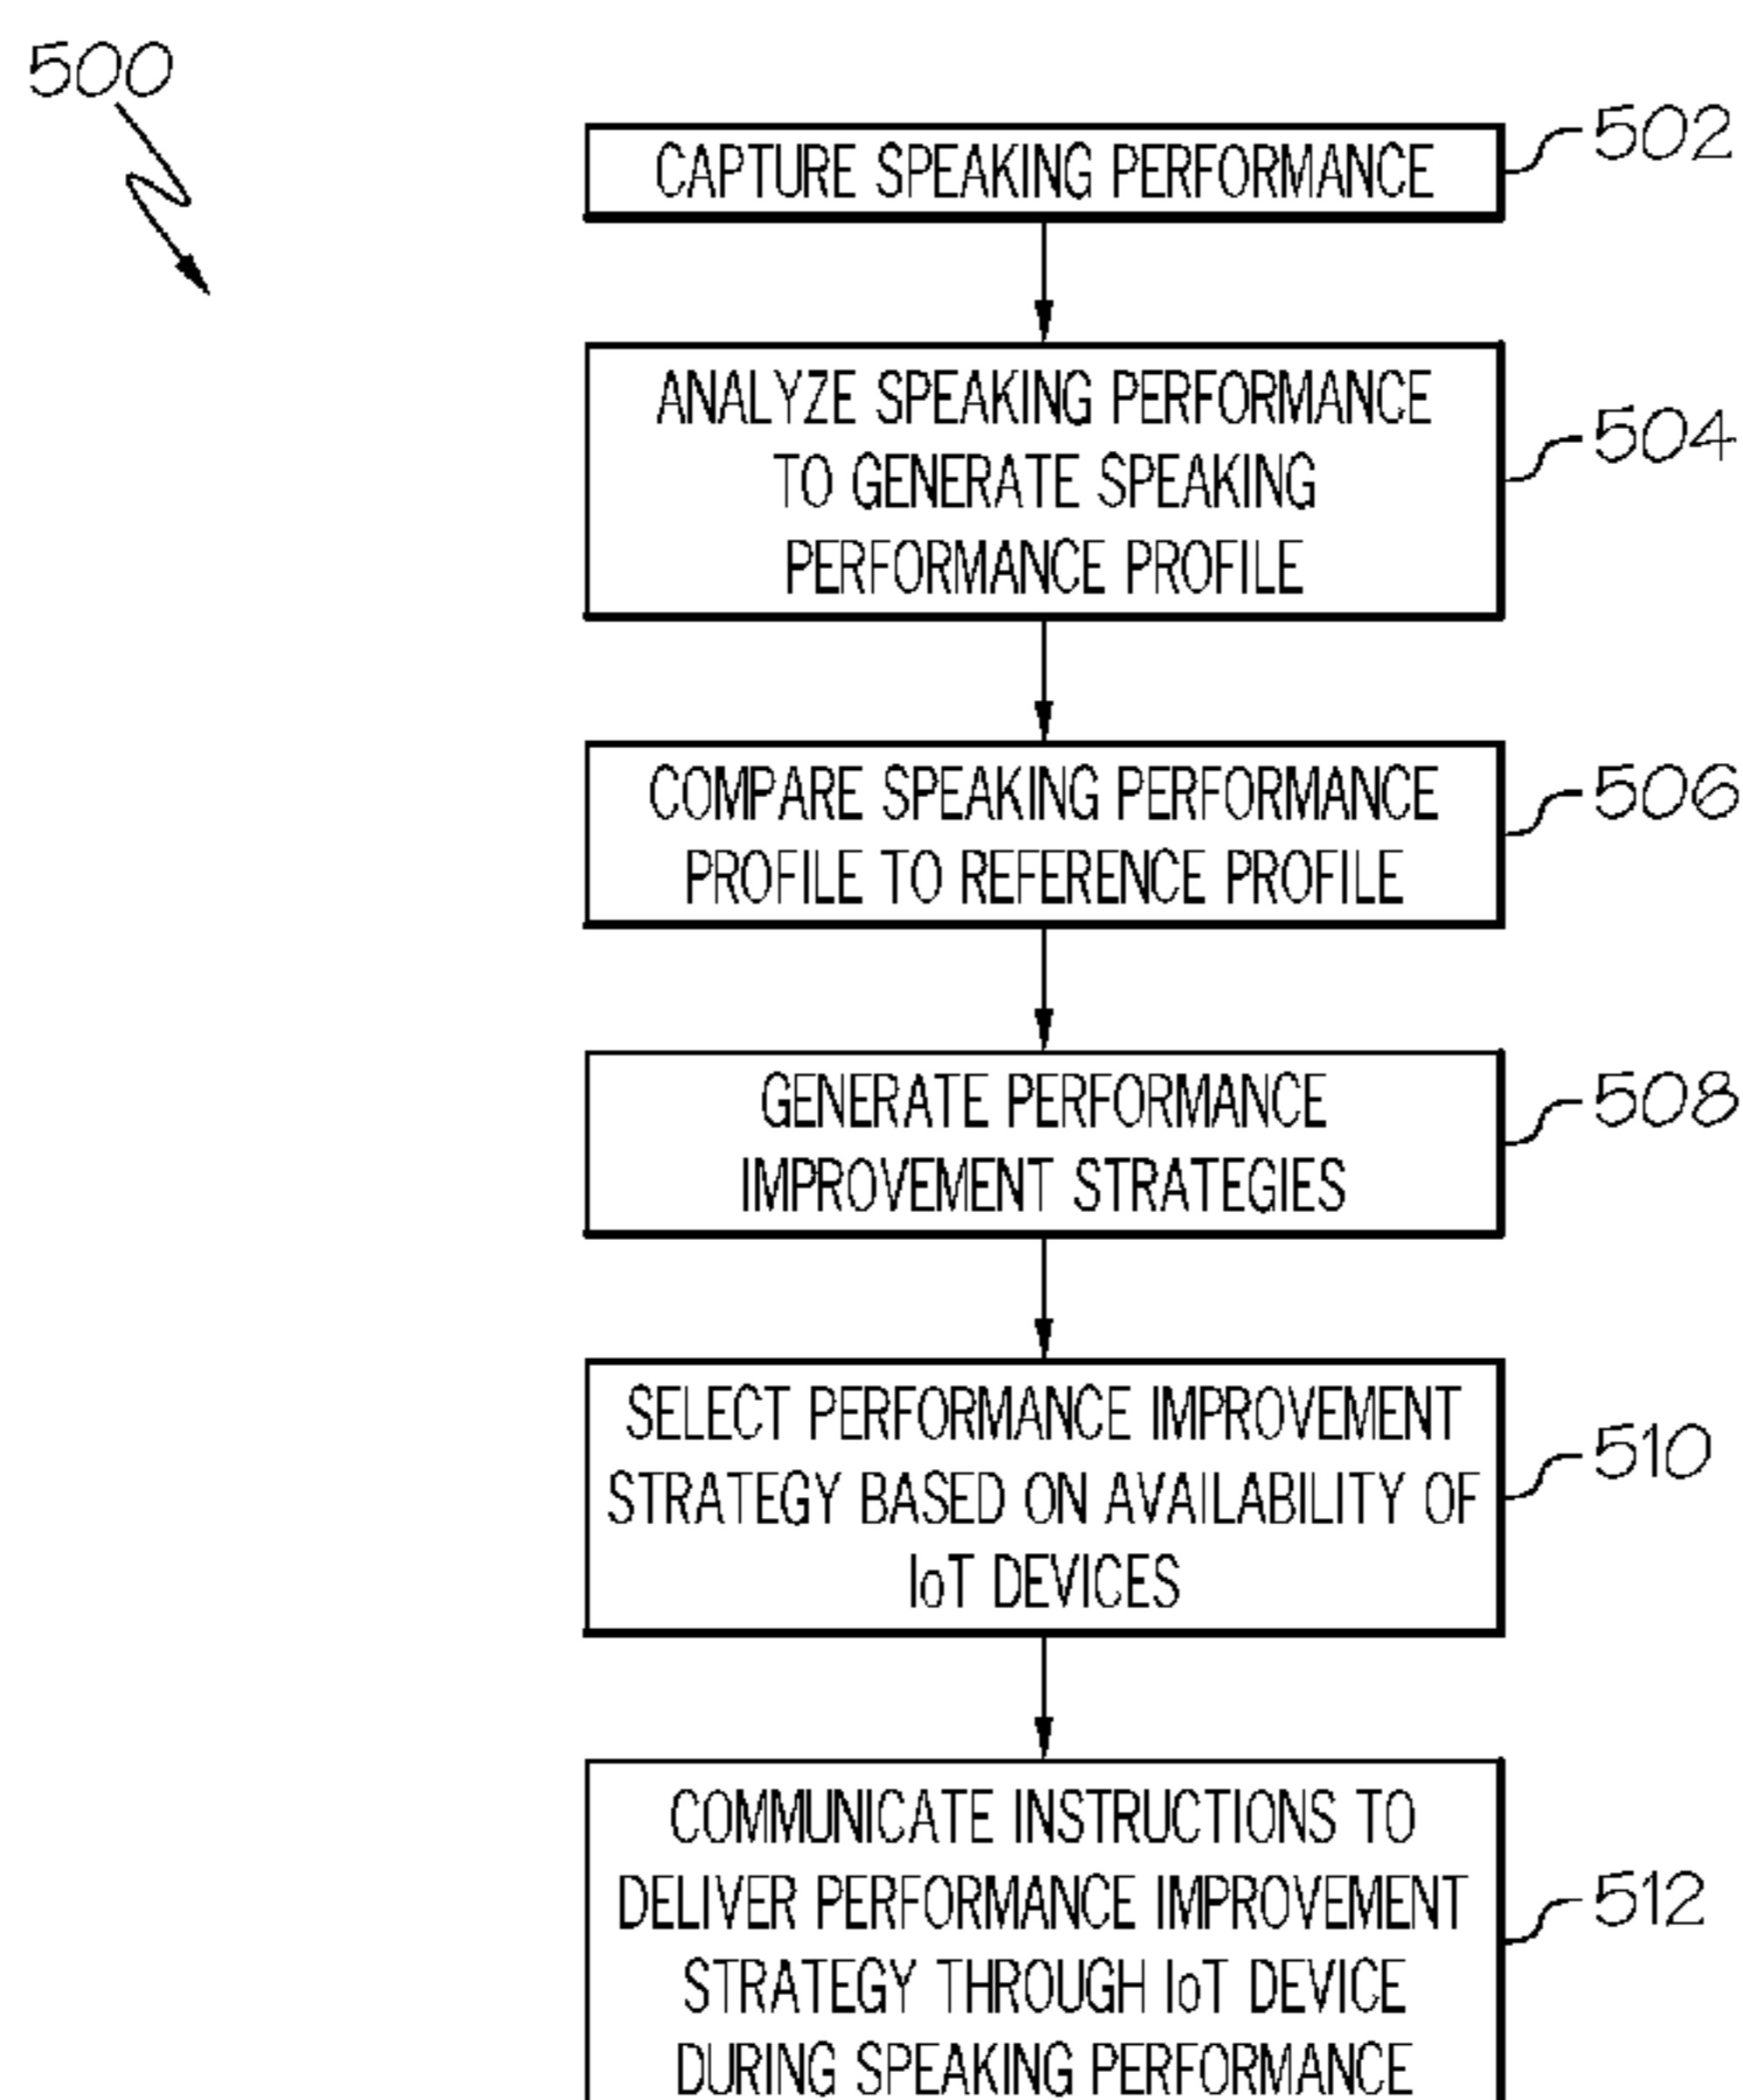 500
CAPTURE SPEAKING PERFORMANCE
502
ANALYZE SPEAKING PERFORMANCE
TO GENERATE SPEAKING
PERFORMANCE PROFILE
504
COMPARE SPEAKING PERFORMANCE
PROFILE TO REFERENCE PROFILE
506
GENERATE PERFORMANCE
IMPROVEMENT STRATEGIES
508
SELECT PERFORMANCE IMPROVEMENT
STRATEGY BASED ON AVAILABILITY OF
IoT DEVICES
510
COMMUNICATE INSTRUCTIONS TO
DELIVER PERFORMANCE IMPROVEMENT
STRATEGY THROUGH IoT DEVICE
DURING SPEAKING PERFORMANCE
512